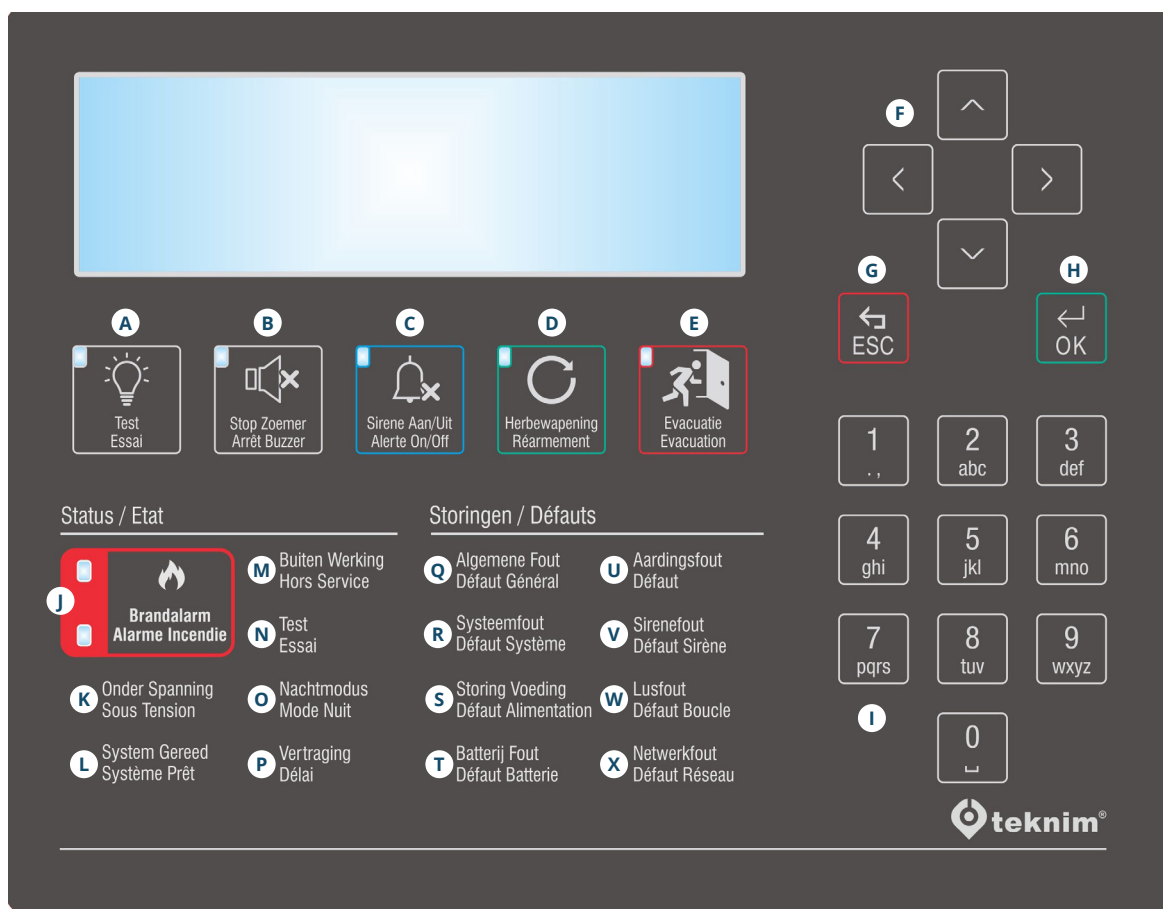 F
G
H
ESC
OK
A
B
C
D
E
Test
Essai
Stop Zoemer
Arrêt Buzzer
Sirene Aan/Uit
Alerte On/Off
Herbewapening
Réarmement
Evacuatie
Evacuation
1
. ,
2
abc
3
def
4
ghi
5
jkl
6
mno
7
pqrs
8
tuv
9
wxyz
I
0
Status / Etat
J
Brandalarm
Alarme Incendie
K
Onder Spanning
Sous Tension
L
System Gereed
Système Prêt
M
Buiten Werking
Hors Service
N
Test
Essai
O
Nachtmodus
Mode Nuit
P
Vertraging
Délai
Storingen / Défauts
Q
Algemene Fout
Défaut Général
R
Systeemfout
Défaut Système
S
Storing Voeding
Défaut Alimentation
T
Batterij Fout
Défaut Batterie
U
Aardingsfout
Défaut
V
Sirenefout
Défaut Sirène
W
Lusfout
Défaut Boucle
X
Netwerkfout
Défaut Réseau
teknim®